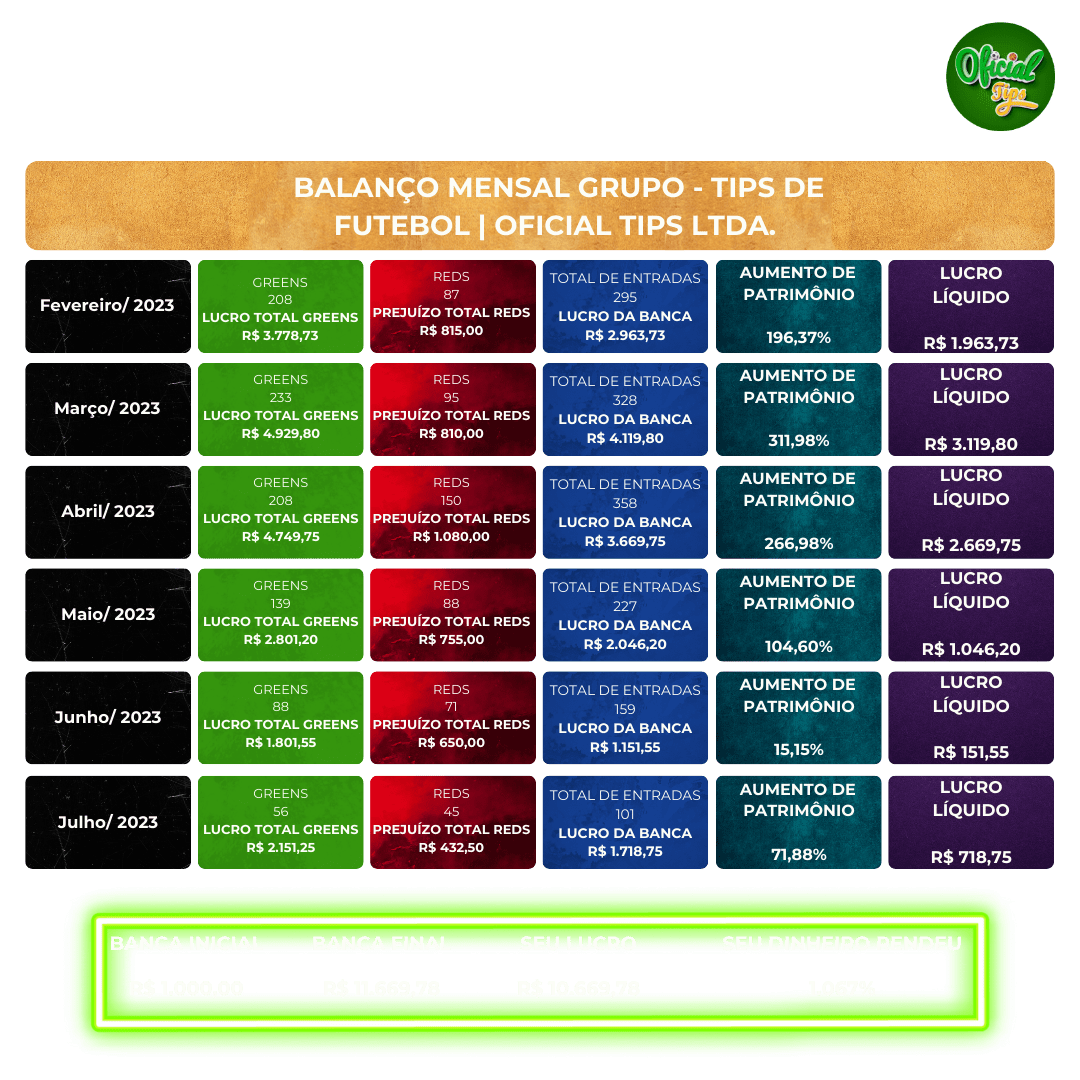 Oficial
Tips
BALANÇO MENSAL GRUPO - TIPS DE
FUTEBOL | OFICIAL TIPS LTDA.
Fevereiro/ 2023
GREENS
208
LUCRO TOTAL GREENS
R$ 3.778,73
REDS
87
PREJUÍZO TOTAL REDS
R$ 815,00
TOTAL DE ENTRADAS
295
LUCRO DA BANCA
R$ 2.963,73
AUMENTO DE
PATRIMÔNIO
196,37%
LUCRO
LÍQUIDO
R$ 1.963,73
Março/ 2023
GREENS
233
LUCRO TOTAL GREENS
R$ 4.929,80
REDS
95
PREJUÍZO TOTAL REDS
R$ 810,00
TOTAL DE ENTRADAS
328
LUCRO DA BANCA
R$ 4.119,80
AUMENTO DE
PATRIMÔNIO
311,98%
LUCRO
LÍQUIDO
R$ 3.119,80
Abril/ 2023
GREENS
208
LUCRO TOTAL GREENS
R$ 4.749,75
REDS
150
PREJUÍZO TOTAL REDS
R$ 1.080,00
TOTAL DE ENTRADAS
358
LUCRO DA BANCA
R$ 3.669,75
AUMENTO DE
PATRIMÔNIO
266,98%
LUCRO
LÍQUIDO
R$ 2.669,75
Maio/ 2023
GREENS
139
LUCRO TOTAL GREENS
R$ 2.801,20
REDS
88
PREJUÍZO TOTAL REDS
R$ 755,00
TOTAL DE ENTRADAS
227
LUCRO DA BANCA
R$ 2.046,20
AUMENTO DE
PATRIMÔNIO
104,60%
LUCRO
LÍQUIDO
R$ 1.046,20
Junho/ 2023
GREENS
88
LUCRO TOTAL GREENS
R$ 1.801,55
REDS
71
PREJUÍZO TOTAL REDS
R$ 650,00
TOTAL DE ENTRADAS
159
LUCRO DA BANCA
R$ 1.151,55
AUMENTO DE
PATRIMÔNIO
15,15%
LUCRO
LÍQUIDO
R$ 151,55
Julho/ 2023
GREENS
56
LUCRO TOTAL GREENS
R$ 2.151,25
REDS
45
PREJUÍZO TOTAL REDS
R$ 432,50
TOTAL DE ENTRADAS
101
LUCRO DA BANCA
R$ 1.718,75
AUMENTO DE
PATRIMÔNIO
71,88%
LUCRO
LÍQUIDO
R$ 718,75
BANCA INICIAL
BANCA FINAL
SEU LUCRO
SEU DINHEIRO RENDEU